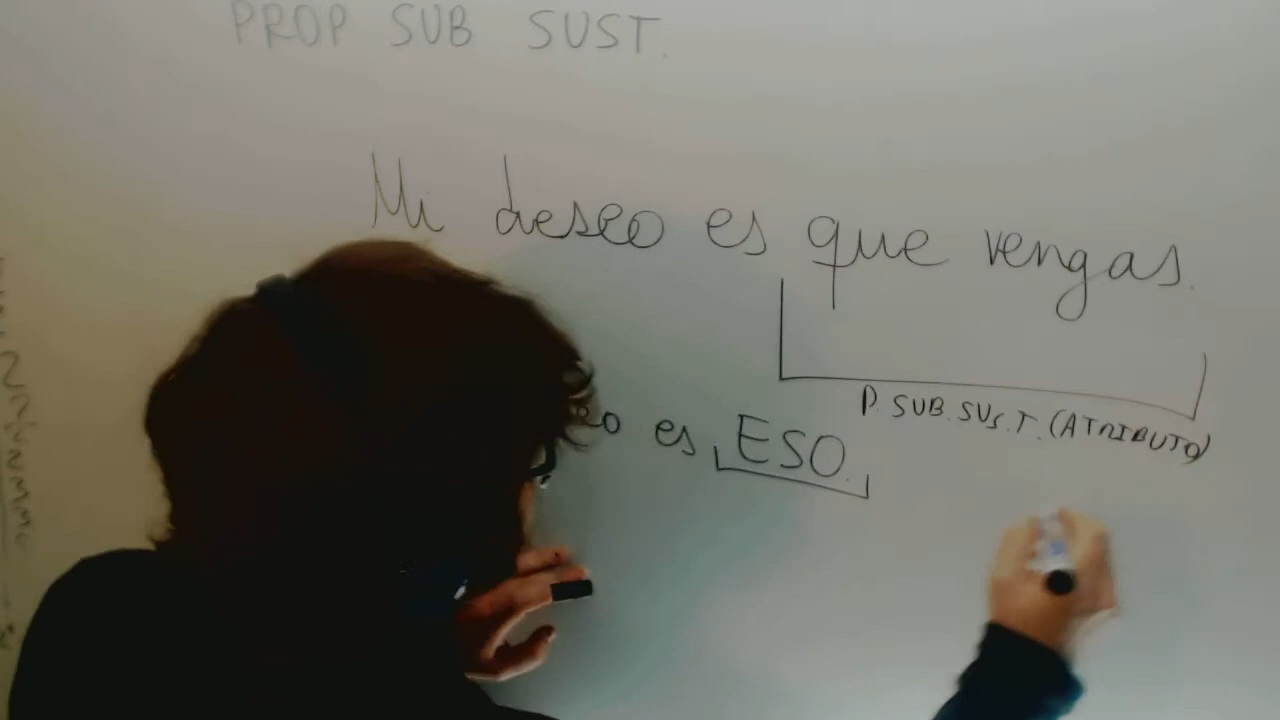 PROP SUB SUST.
Mi deseo es que vengas.
P. SUB. SUST. (ATRIBUTO)
es ESO.